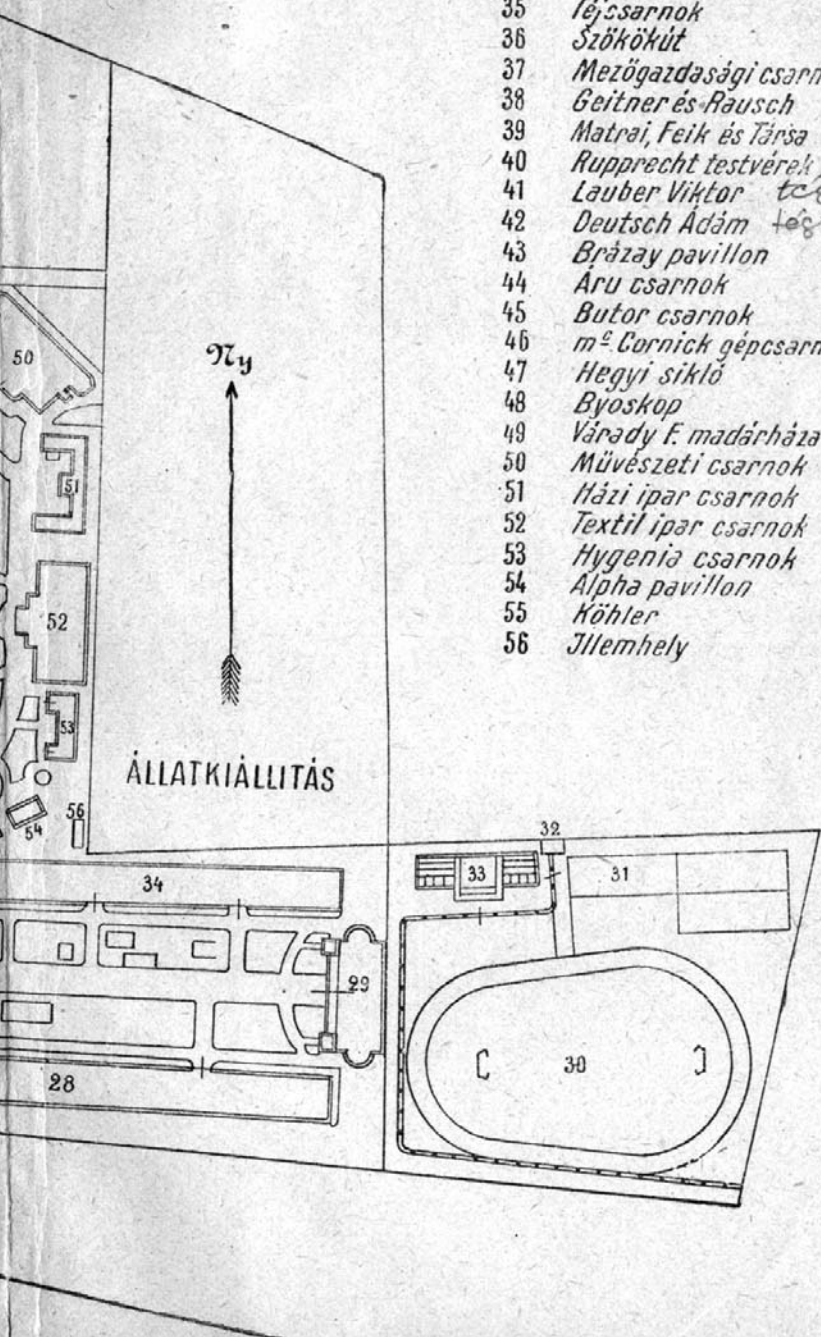 35 Tejcsarnok
36 Szökökút
37 Mezögazdasági csarn
38 Geitner és Rausch
39 Matrai, Feik és Társa
40 Rupprecht testvérek
41 Lauber Viktor
42 Deutsch Ádám
43 Brázay pavillon
44 Áru csarnok
45 Butor csarnok
46 mc. Cornick gépcsarn
47 Hegyi sikló
48 Byoskop
49 Várady F. madárháza
50 Müvészeti csarnok
51 Házi ipar csarnok
52 Textil ipar csarnok
53 Hygenia csarnok
54 Alpha pavillon
55 Köhler
56 Illemhely
50
Ny
51
52
53
ÁLLATKIÁLLITÁS
54
56
32
33
31
34
29
30
28